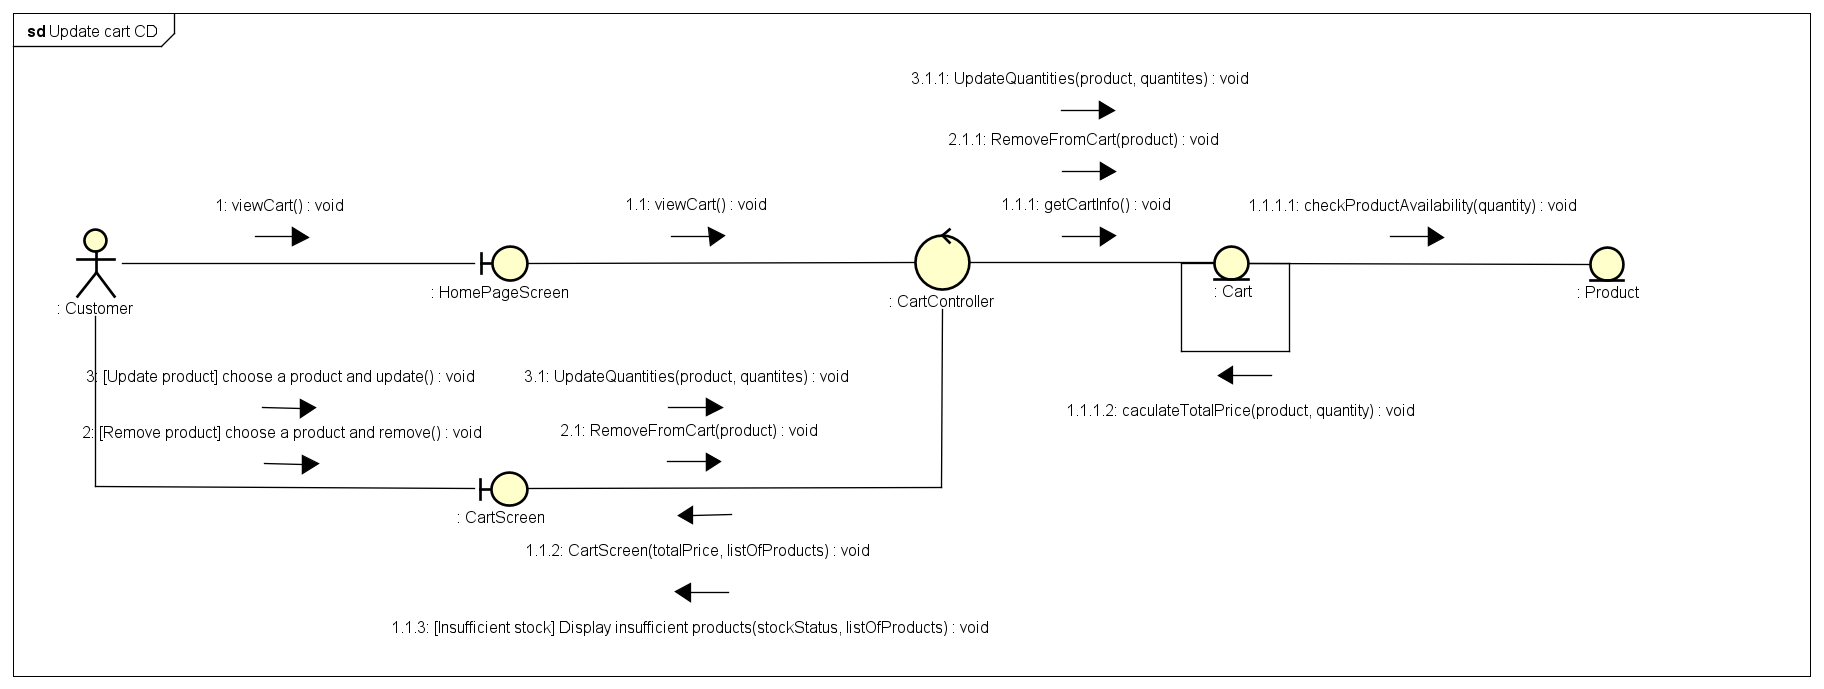 sd Update cart CD
3.1.1: UpdateQuantities(product, quantites) : void
2.1.1: RemoveFromCart(product) : void
1: viewCart() : void
1.1: viewCart() : void
1.1.1: getCartInfo() : void
1.1.1.1: checkProductAvailability(quantity) : void
: Customer
: HomePageScreen
: CartController
: Cart
: Product
3: [Update product] choose a product and update() : void
3.1: UpdateQuantities(product, quantites) : void
1.1.1.2: caculateTotalPrice(product, quantity) : void
2: [Remove product] choose a product and remove() : void
2.1: RemoveFromCart(product) : void
: CartScreen
1.1.2: CartScreen(totalPrice, listOfProducts) : void
1.1.3: [Insufficient stock] Display insufficient products(stockStatus, listOfProducts) : void